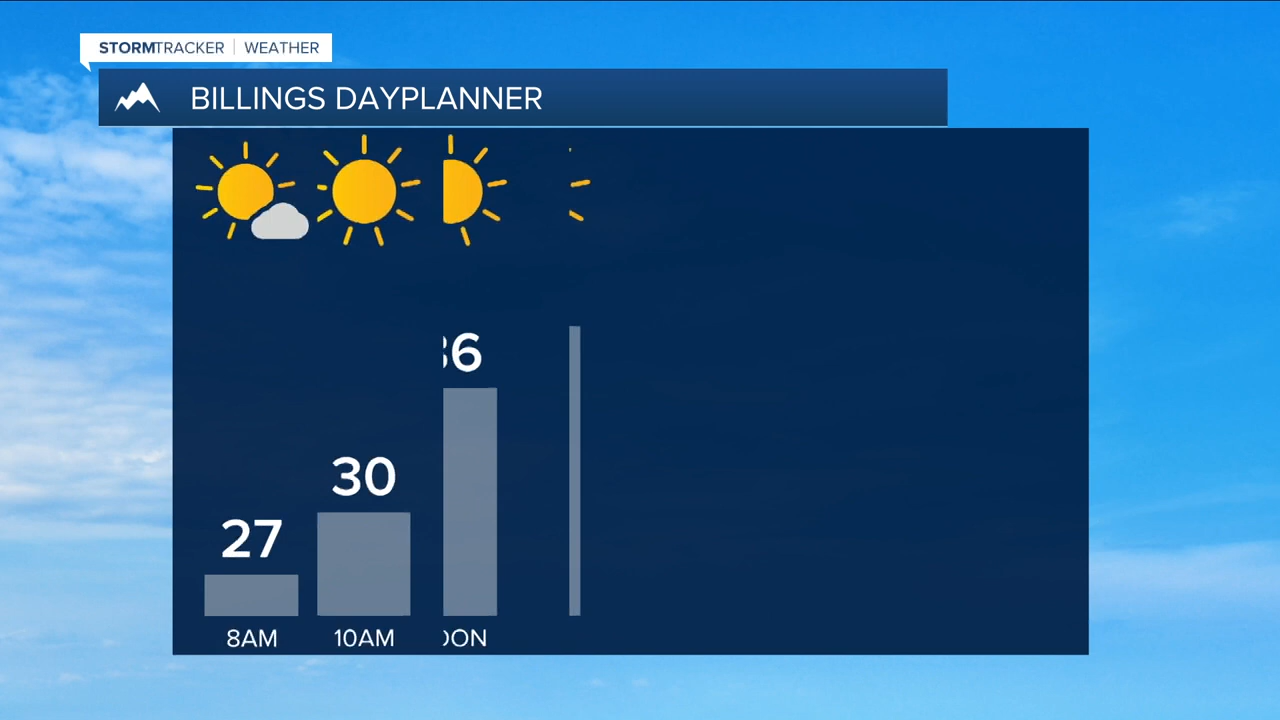 STORMTRACKER | WEATHER
BILLINGS DAYPLANNER
30
27
8AM 10AM